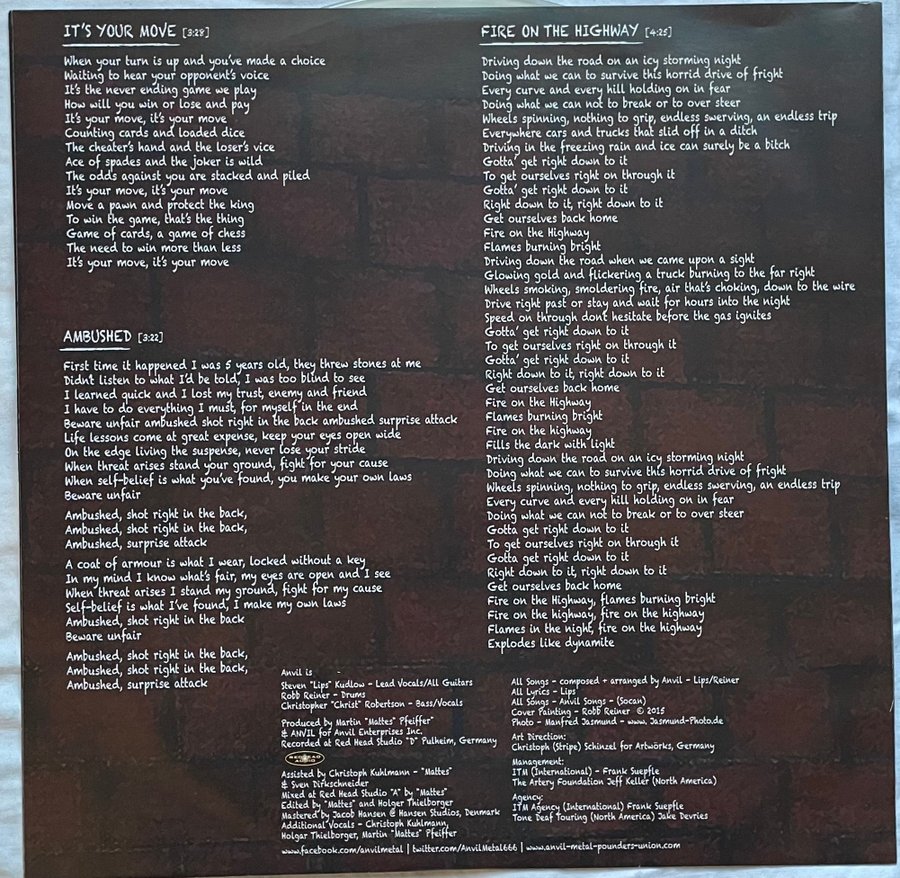 IT'S YOUR MOVE [3:28]
When your turn is up and you've made a choice
Waiting to hear your opponent's voice
It's the never ending game we play
How will you win or lose and pay
It's your move, it's your move
Counting cards and loaded dice
The cheater's hand and the loser's vice
Ace of spades and the joker is wild
The odds against you are stacked and piled
It's your move, it's your move
Move a pawn and protect the king
To win the game, that's the thing
Game of cards, a game of chess
The need to win more than less
It's your move, it's your move
AMBUSHED [3:22]
First time it happened I was 5 years old, they threw stones at me
Didn't listen to what I'd be told, I was too blind to see
I learned quick and I lost my trust, enemy and friend
I have to do everything I must, for myself in the end
Beware unfair ambushed shot right in the back ambushed surprise attack
Life lessons come at great expense, keep your eyes open wide
On the edge living the suspense, never lose your stride
When threat arises stand your ground, fight for your cause
When self-belief is what you've found, you make your own laws
Beware unfair
Ambushed, shot right in the back,
Ambushed, shot right in the back,
Ambushed, surprise attack
A coat of armour is what I wear, locked without a key
In my mind I know what's fair, my eyes are open and I see
When threat arises I stand my ground, fight for my cause
Self-belief is what I've found, I make my own laws
Ambushed, shot right in the back
Beware unfair
Ambushed, shot right in the back,
Ambushed, shot right in the back,
Ambushed, surprise attack
FIRE ON THE HIGHWAY [4:25]
Driving down the road on an icy storming night
Doing what we can to survive this horrid drive of fright
Every curve and every hill holding on in fear
Doing what we can not to break or to over steer
Wheels spinning, nothing to grip, endless swerving, an endless trip
Everywhere cars and trucks that slid off in a ditch
Driving in the freezing rain and ice can surely be a bitch
Gotta' get right down to it
To get ourselves right on through it
Gotta' get right down to it
Right down to it, right down to it
Get ourselves back home
Fire on the Highway
Flames burning bright
Driving down the road when we came upon a sight
Glowing gold and flickering a truck burning to the far right
Wheels smoking, smoldering fire, air that's choking, down to the wire
Drive right past or stay and wait for hours into the night
Speed on through don't hesitate before the gas ignites
Gotta' get right down to it
To get ourselves right on through it
Gotta' get right down to it
Right down to it, right down to it
Get ourselves back home
Fire on the Highway
Flames burning bright
Fire on the highway
Fills the dark with light
Driving down the road on an icy storming night
Doing what we can to survive this horrid drive of fright
Wheels spinning, nothing to grip, endless swerving, an endless trip
Every curve and every hill holding on in fear
Doing what we can not to break or to over steer
Gotta get right down to it
To get ourselves right on through it
Gotta get right down to it
Right down to it, right down to it
Get ourselves back home
Fire on the Highway, flames burning bright
Fire on the Highway, fire on the highway
Flames in the night, fire on the highway
Explodes like dynamite
Anvil is
Steven "Lips" Kudlow - Lead Vocals/All Guitars
Robb Reiner - Drums
Christopher "Christ" Robertson - Bass/Vocals
Produced by Martin "Mattes" Pfeiffer
& ANVIL for Anvil Enterprises Inc.
Recorded at Red Head Studio "D" Pulheim, Germany
Assisted by Christoph Kuhlmann - "Mattes"
& Sven Dirkschneider
Mixed at Red Head Studio "A" by "Mattes"
Edited by "Mattes" and Holger Thielborger
Mastered by Jacob Hansen @ Hansen Studios, Denmark
Additional Vocals - Christoph Kuhlmann,
Holgar Thielborger, Martin "Mattes" Pfeiffer
All Songs - composed + arranged by Anvil - Lips/Reiner
All Lyrics - Lips
All Songs - Anvil Songs - (Socan)
Cover Painting - Robb Reiner © 2015
Photo - Manfred Jasmund - www.Jasmund-Photo.de
Art Direction:
Christoph (Stripe) Schinzel for Artwörks, Germany
Management:
ITM (International) - Frank Suepfle
The Artery Foundation Jeff Keller (North America)
Agency:
ITM Agency (International) Frank Suepfle
Tone Deaf Touring (North America) Jake Devries
www.facebook.com/anvilmetal | twitter.com/AnvilMetal666 | www.anvil-metal-pounders-union.com